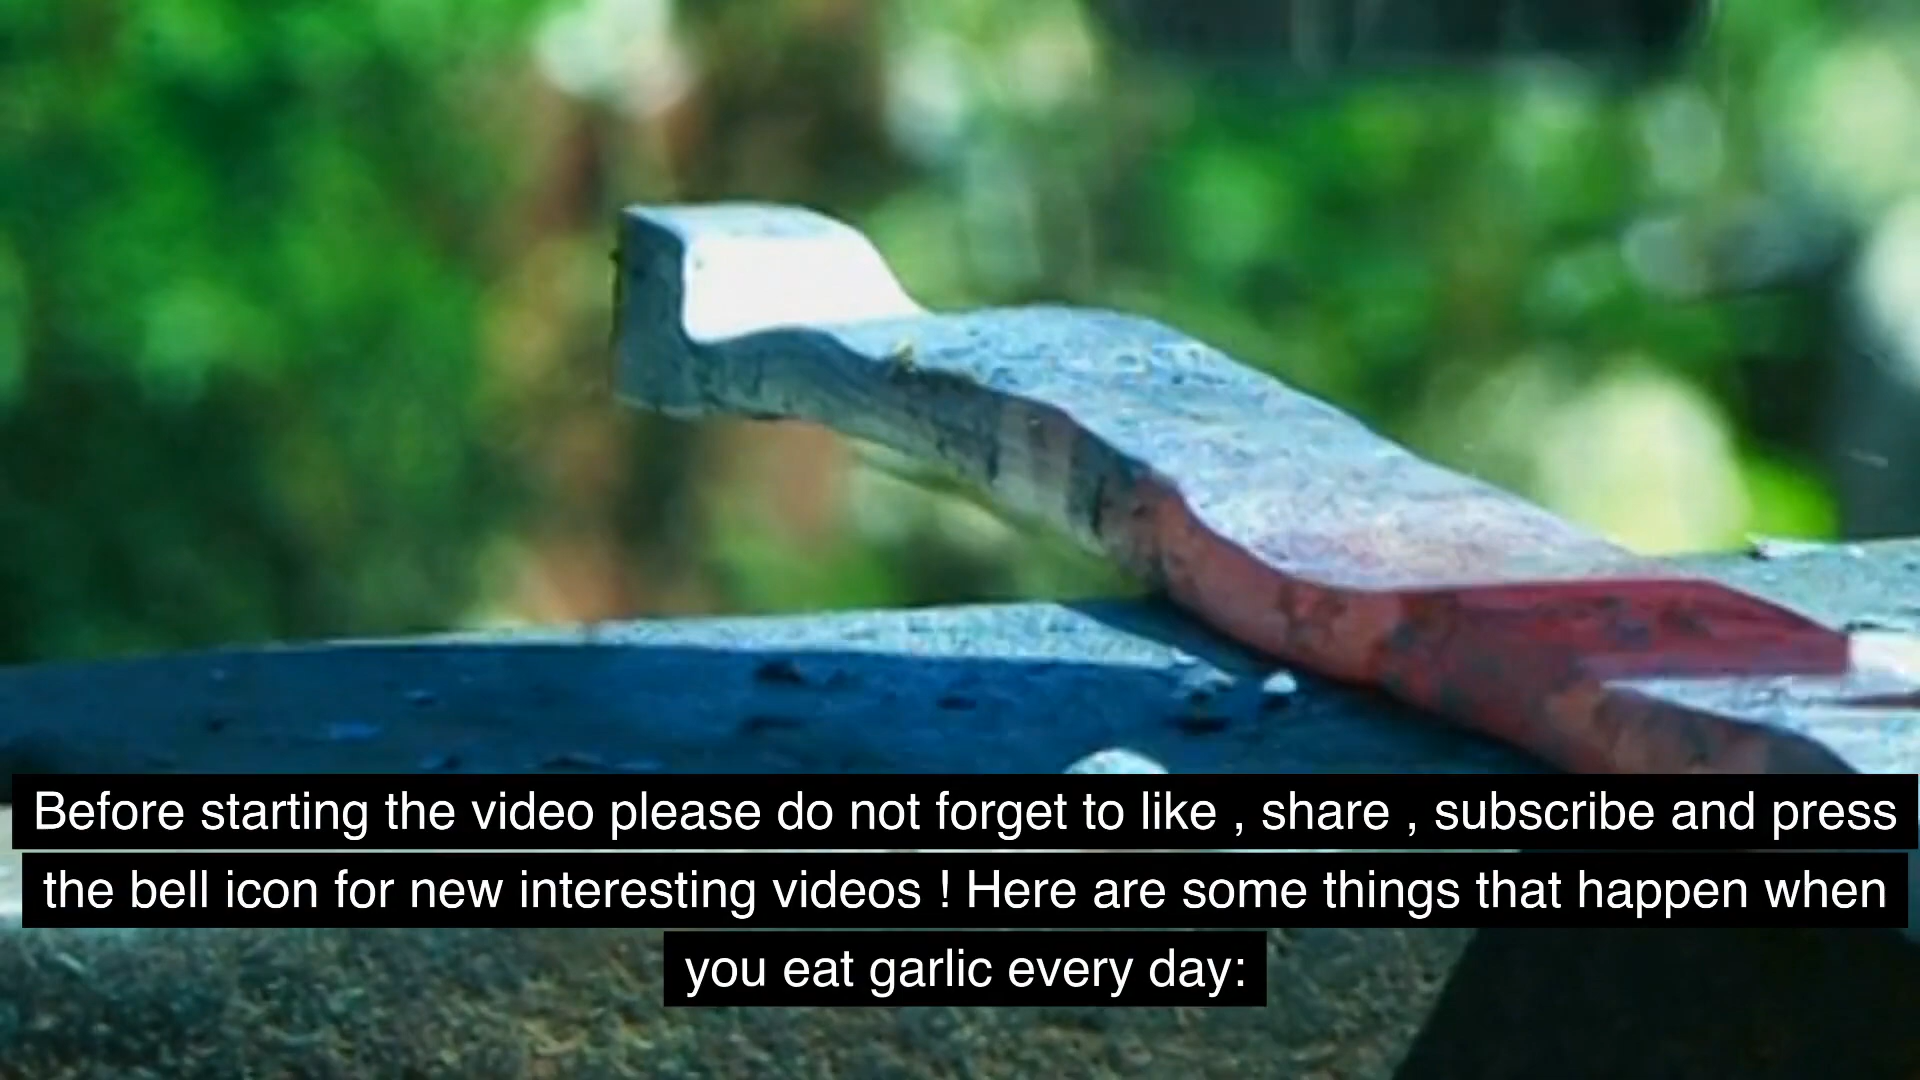 Before starting the video please do not forget to like , share , subscribe and press
the bell icon for new interesting videos ! Here are some things that happen when
you eat garlic every day: